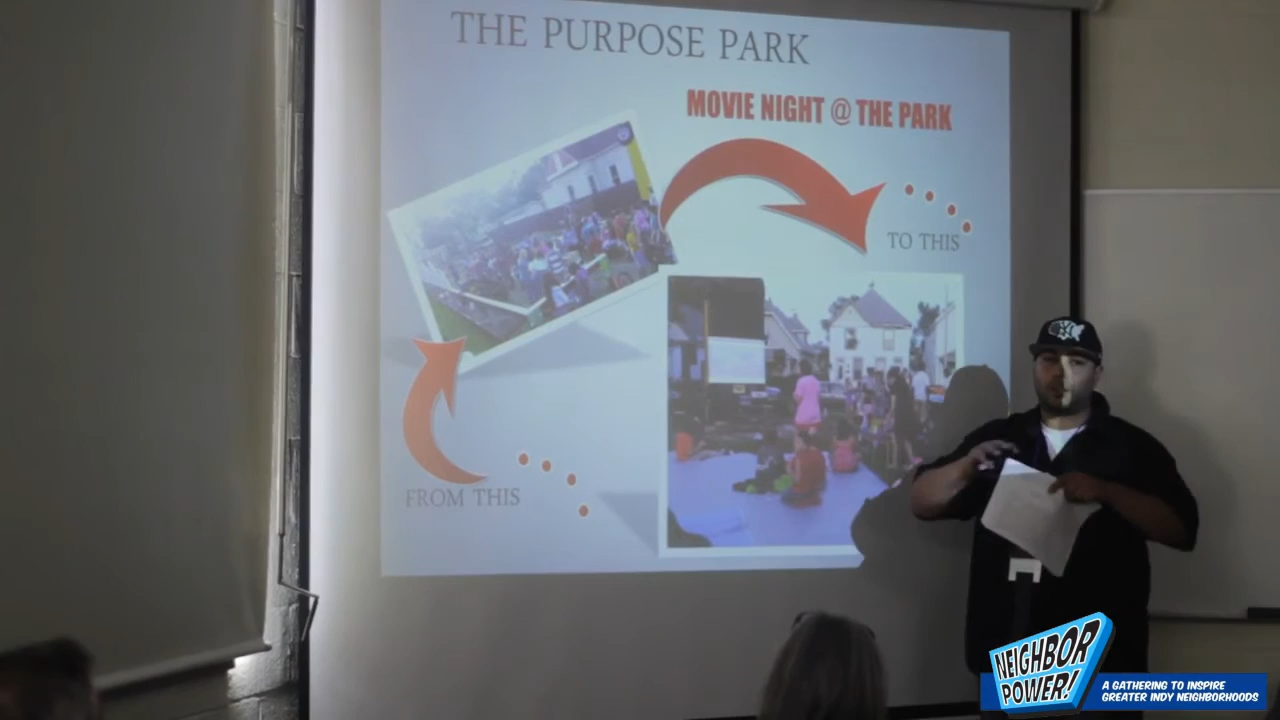 THE PURPOSE PARK
MOVIE NIGHT @ THE PARK
TO THIS
FROM THIS
NEIGHBOR
POWER!
A GATHERING TO INSPIRE
GREATER INDY NEIGHBORHOODS